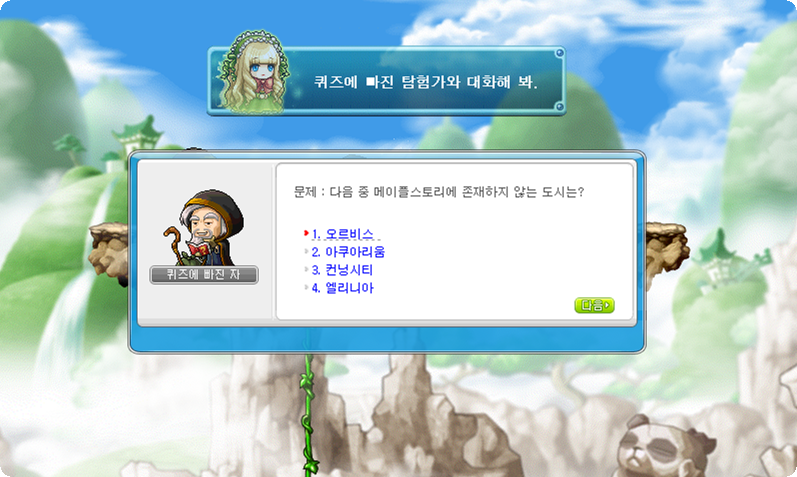 퀴즈에 빠진 탐험가와 대화해 봐.
문제 : 다음 중 메이플스토리에 존재하지 않는 도시는?
1. 오르비스
2. 아쿠아리움
3. 컨닝시티
4. 엘리니아
퀴즈에 빠진 자
다음